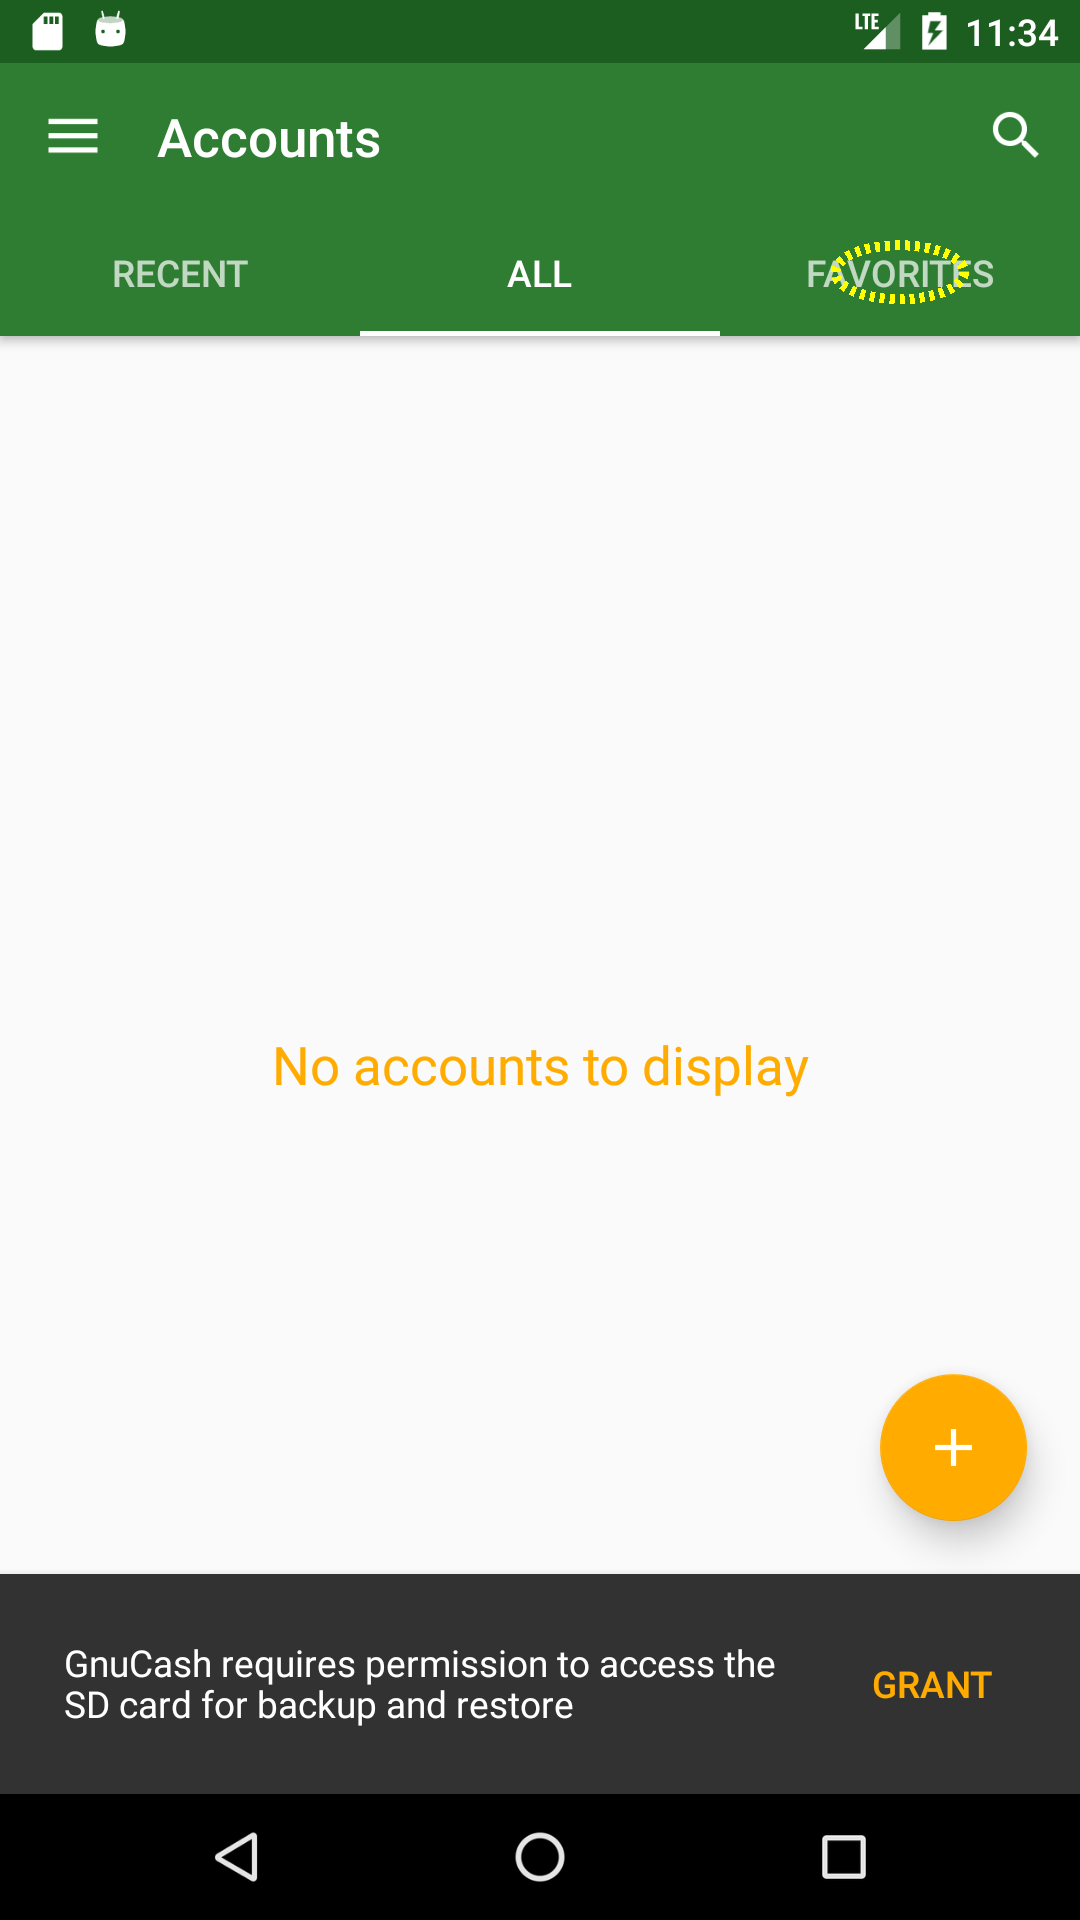 LTE 11:34
Accounts
RECENT ALL FAVORITES
No accounts to display
GnuCash requires permission to access the
SD card for backup and restore
GRANT